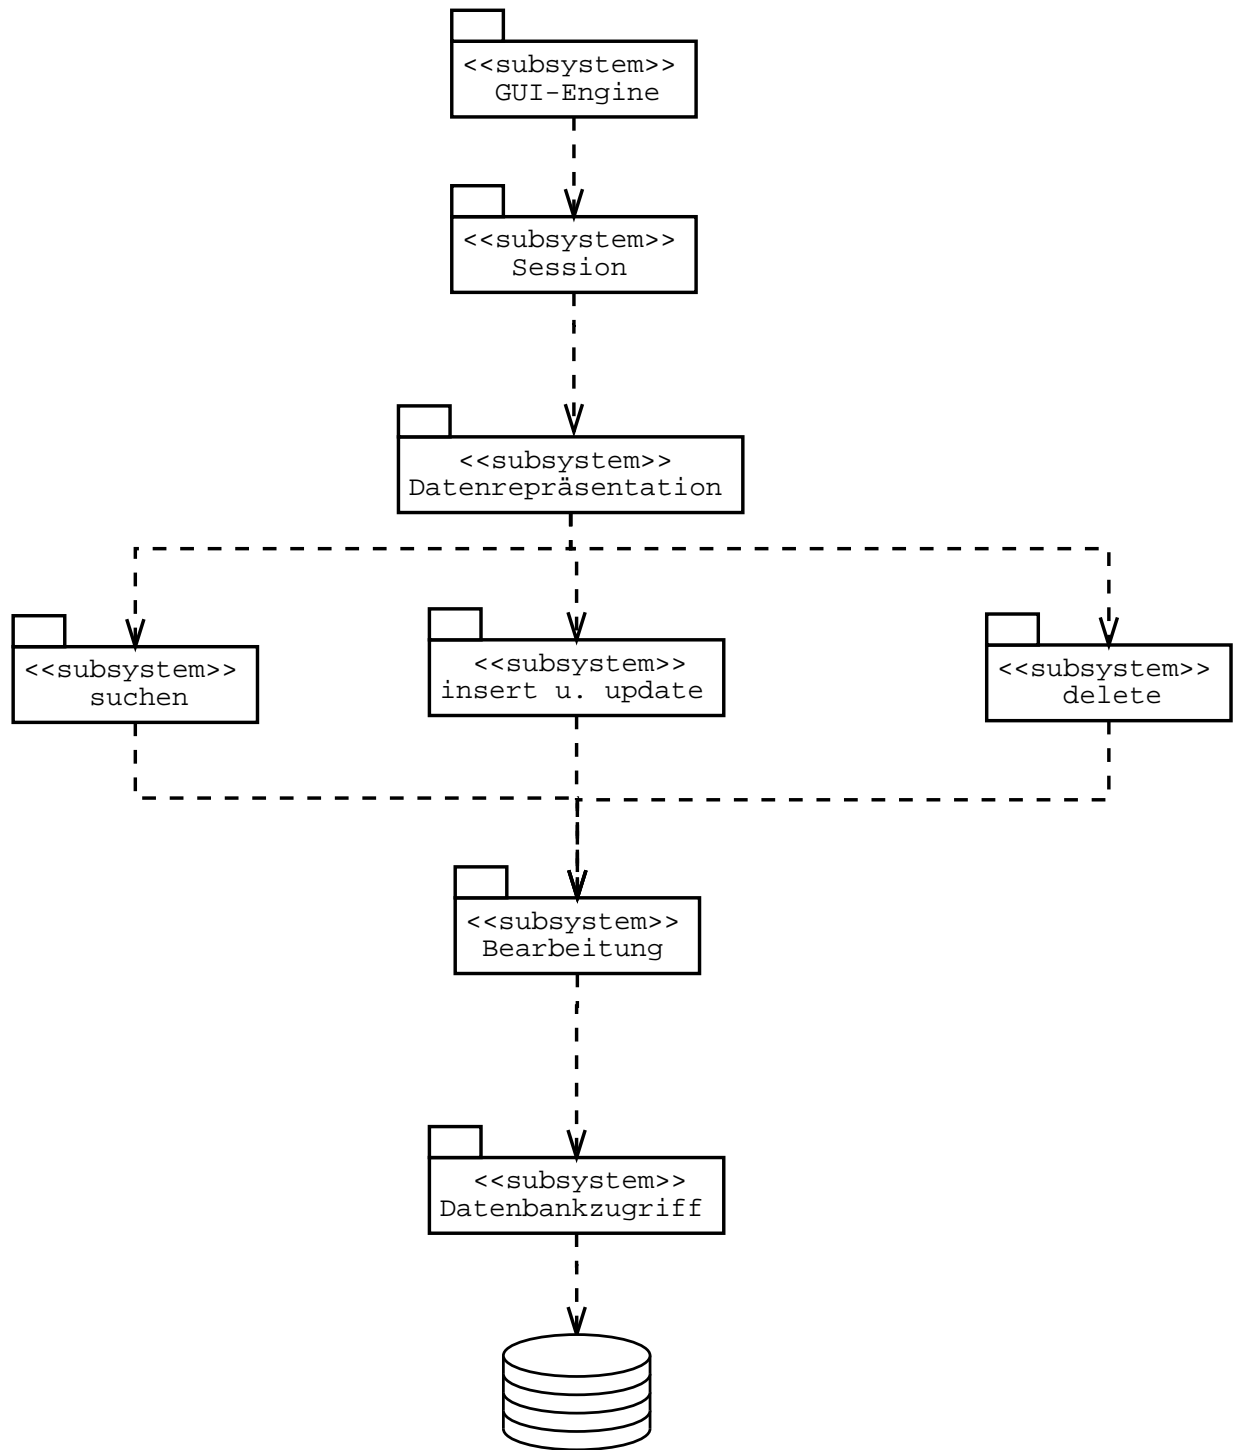 <<subsystem>>
GUI-Engine
<<subsystem>>
Session
<<subsystem>>
Datenrepräsentation
<<subsystem>>
suchen
<<subsystem>>
insert u. update
<<subsystem>>
delete
<<subsystem>>
Bearbeitung
<<subsystem>>
Datenbankzugriff